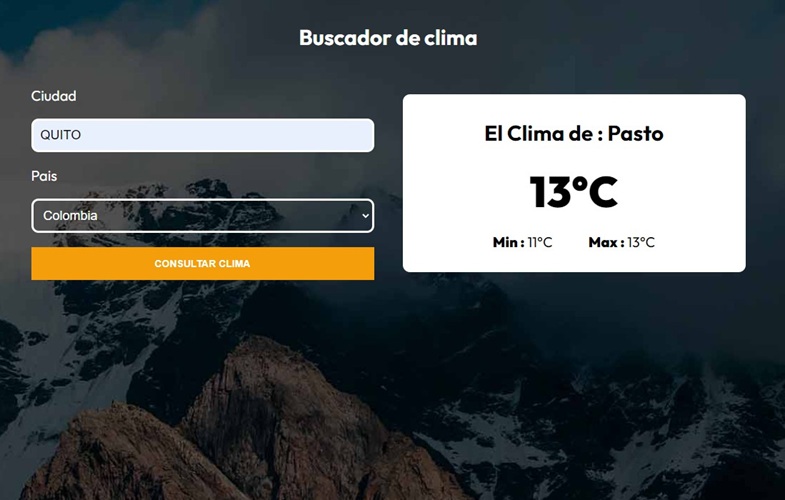 Buscador de clima
Ciudad
QUITO
Pais
Colombia
CONSULTAR CLIMA
El Clima de : Pasto
13°C
Min : 11°C Max : 13°C